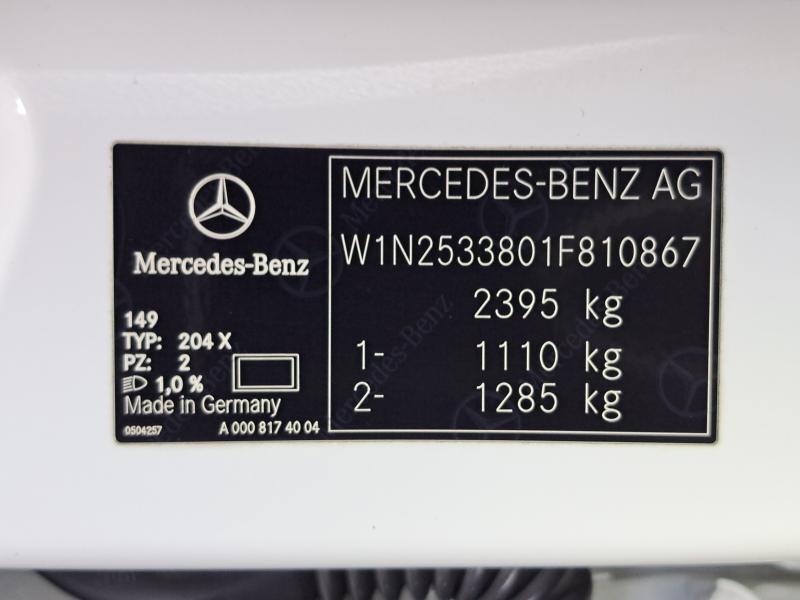 Mercedes-Benz
149
TYP: 204 X
PZ: 2
1,0 %
Made in Germany
0504257
A 000 817 40 04
MERCEDES-BENZ AG
W1N2533801F810867
2395 kg
1- 1110 kg
2- 1285 kg